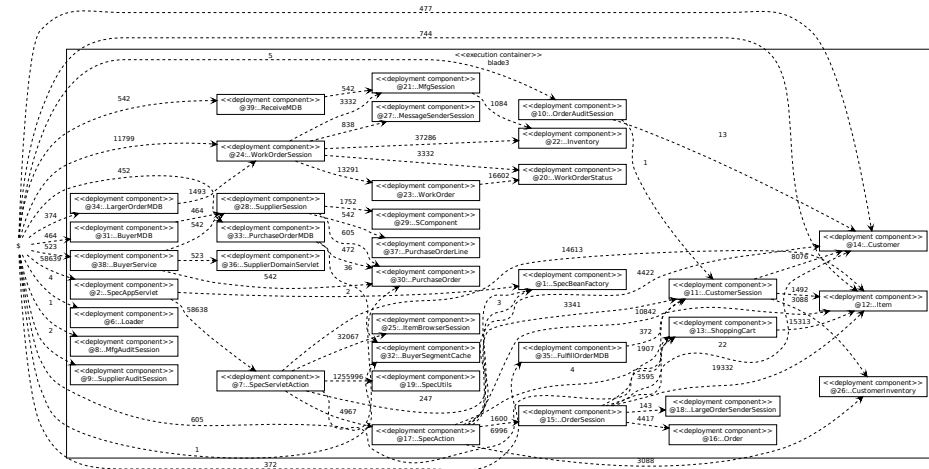 477
744
5
<<execution container>>
blade3
<<deployment component>>
@21:..MfgSession
542
<<deployment component>>
@39:..ReceiveMDB
542
3332
1084
<<deployment component>>
@27:..MessageSenderSession
838
<<deployment component>>
@10:..OrderAuditSession
13
11799
<<deployment component>>
@24:..WorkOrderSession
37286
<<deployment component>>
@22:..Inventory
3332
1
452
13291
16602
<<deployment component>>
@20:..WorkOrderStatus
1493
<<deployment component>>
@23:..WorkOrder
374
<<deployment component>>
@34:..LargerOrderMDB
464
<<deployment component>>
@28:..SupplierSession
1752
542
<<deployment component>>
@29:..SComponent
464
<<deployment component>>
@31:..BuyerMDB
542
<<deployment component>>
@33:..PurchaseOrderMDB
605
<<deployment component>>
@37:..PurchaseOrderLine
<<deployment component>>
@14:..Customer
$
523
58639
<<deployment component>>
@38:..BuyerService
523
<<deployment component>>
@36:..SupplierDomainServlet
472
36
14613
8076
542
<<deployment component>>
@30:..PurchaseOrder
4
<<deployment component>>
@2:..SpecAppServlet
2
<<deployment component>>
@1:..SpecBeanFactory
4422
<<deployment component>>
@11:..CustomerSession
1492
3088
<<deployment component>>
@12:..Item
1
58638
3
3341
10842
<<deployment component>>
@6:..Loader
<<deployment component>>
@25:..ItemBrowserSession
372
<<deployment component>>
@13:..ShoppingCart
15313
2
32067
<<deployment component>>
@8:..MfgAuditSession
<<deployment component>>
@32:..BuyerSegmentCache
<<deployment component>>
@35:..FulfilOrderMDB
1907
22
<<deployment component>>
@9:..SupplierAuditSession
<<deployment component>>
@7:..SpecServletAction
1255996
<<deployment component>>
@19:..SpecUtils
4
3595
19332
<<deployment component>>
@26:..CustomerInventory
247
4967
605
1600
6996
<<deployment component>>
@17:..SpecAction
<<deployment component>>
@15:..OrderSession
143
4417
<<deployment component>>
@18:..LargeOrderSenderSession
<<deployment component>>
@16:..Order
1
372
3088